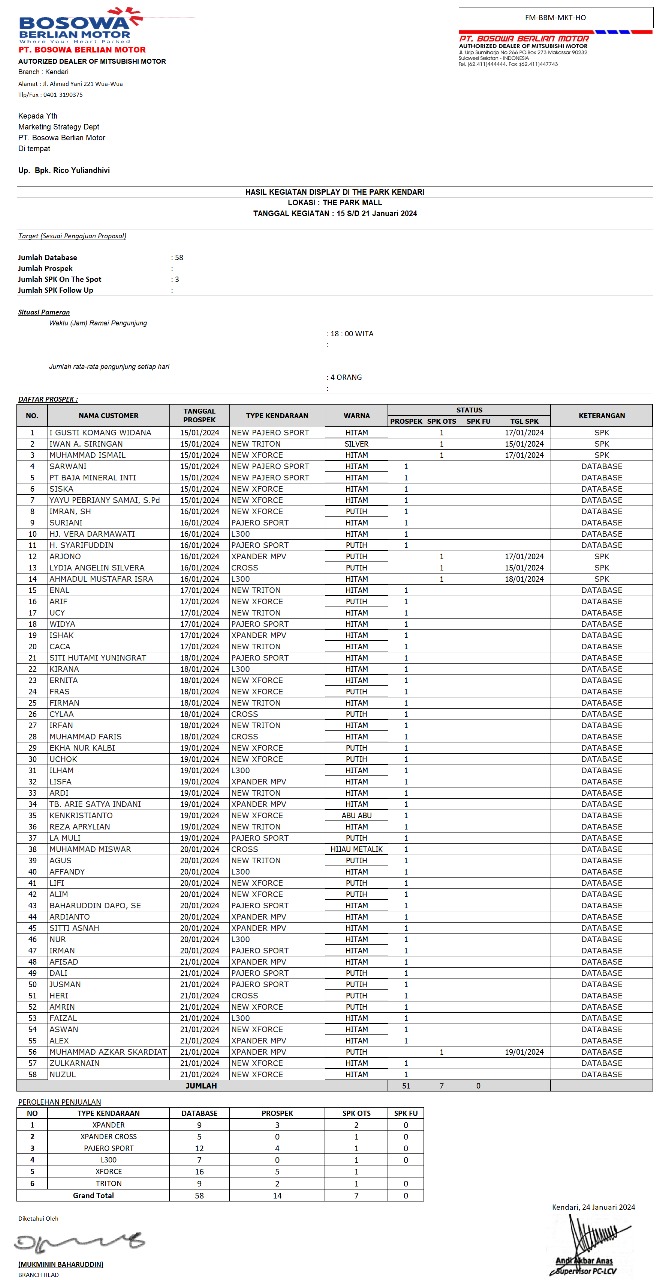 BOSOWA
BERLIAN MOTOR
Where Your Heart Parked
PT. BOSOWA BERLIAN MOTOR
AUTORIZED DEALER OF MITSUBISHI MOTOR
Branch : Kendari
Alamat : Jl. Ahmad Yani 221 Wua-Wua
Tlp/Fax : 0401-3190376
FM-BBM-MKT-HO
PT. BOSOWA BERLIAN MOTOR
AUTHORIZED DEALER OF MITSUBISHI MOTOR
Jl. Urip Sumiharjo No.266 PO Box 273 Makassar 90232
Sulawesi Selatan - INDONESIA
Tel. (62.411)444444, Fax (62.411)447743
Kepada Yth
Marketing Strategy Dept
PT. Bosowa Berlian Motor
Di tempat
Up. Bpk. Rico Yuliandhivi
HASIL KEGIATAN DISPLAY DI THE PARK KENDARI
LOKASI : THE PARK MALL
TANGGAL KEGIATAN : 15 S/D 21 Januari 2024
Target (Sesuai Pengajuan Proposal)
Jumlah Database : 58
Jumlah Prospek :
Jumlah SPK On The Spot : 3
Jumlah SPK Follow Up :
Situasi Pameran
Waktu (Jam) Ramai Pengunjung
: 18 : 00 WITA
:
Jumlah rata-rata pengunjung setiap hari
: 4 ORANG
:
DAFTAR PROSPEK :
NO. NAMA CUSTOMER TANGGAL PROSPEK TYPE KENDARAAN WARNA STATUS KETERANGAN
PROSPEK SPK OTS SPK FU TGL SPK
1 I GUSTI KOMANG WIDANA 15/01/2024 NEW PAJERO SPORT HITAM 1 17/01/2024 SPK
2 IWAN A. SIRINGAN 15/01/2024 NEW TRITON SILVER 1 15/01/2024 SPK
3 MUHAMMAD ISMAIL 15/01/2024 NEW XFORCE HITAM 1 17/01/2024 SPK
4 SARWANI 15/01/2024 NEW PAJERO SPORT HITAM 1 DATABASE
5 PT BAJA MINERAL INTI 15/01/2024 NEW PAJERO SPORT HITAM 1 DATABASE
6 SISKA 15/01/2024 NEW XFORCE HITAM 1 DATABASE
7 YAYU PEBRIANY SAMAI, S.Pd 15/01/2024 NEW XFORCE HITAM 1 DATABASE
8 IMRAN, SH 16/01/2024 NEW XFORCE PUTIH 1 DATABASE
9 SURIANI 16/01/2024 PAJERO SPORT HITAM 1 DATABASE
10 HJ. VERA DARMAWATI 16/01/2024 L300 HITAM 1 DATABASE
11 H. SYARIFUDDIN 16/01/2024 PAJERO SPORT PUTIH 1 DATABASE
12 ARJONO 16/01/2024 XPANDER MPV PUTIH 1 17/01/2024 SPK
13 LYDIA ANGELIN SILVERA 16/01/2024 CROSS PUTIH 1 15/01/2024 SPK
14 AHMADUL MUSTAFAR ISRA 16/01/2024 L300 HITAM 1 18/01/2024 SPK
15 ENAL 17/01/2024 NEW TRITON HITAM 1 DATABASE
16 ARIF 17/01/2024 NEW XFORCE PUTIH 1 DATABASE
17 UCY 17/01/2024 NEW TRITON HITAM 1 DATABASE
18 WIDYA 17/01/2024 PAJERO SPORT HITAM 1 DATABASE
19 ISHAK 17/01/2024 XPANDER MPV HITAM 1 DATABASE
20 CACA 17/01/2024 NEW TRITON HITAM 1 DATABASE
21 SITI HUTAMI YUNINGRAT 18/01/2024 PAJERO SPORT HITAM 1 DATABASE
22 KIRANA 18/01/2024 L300 HITAM 1 DATABASE
23 ERNITA 18/01/2024 NEW XFORCE HITAM 1 DATABASE
24 FRAS 18/01/2024 NEW XFORCE PUTIH 1 DATABASE
25 FIRMAN 18/01/2024 NEW TRITON HITAM 1 DATABASE
26 CYLAA 18/01/2024 CROSS PUTIH 1 DATABASE
27 IRFAN 18/01/2024 NEW TRITON HITAM 1 DATABASE
28 MUHAMMAD FARIS 18/01/2024 CROSS HITAM 1 DATABASE
29 EKHA NUR KALBI 19/01/2024 NEW XFORCE PUTIH 1 DATABASE
30 UCHOK 19/01/2024 NEW XFORCE PUTIH 1 DATABASE
31 ILHAM 19/01/2024 L300 HITAM 1 DATABASE
32 LISFA 19/01/2024 XPANDER MPV HITAM 1 DATABASE
33 ARDI 19/01/2024 NEW TRITON HITAM 1 DATABASE
34 TB. ARIE SATYA INDANI 19/01/2024 XPANDER MPV HITAM 1 DATABASE
35 KENKRISTIANTO 19/01/2024 NEW XFORCE ABU ABU 1 DATABASE
36 REZA APRYLIAN 19/01/2024 NEW TRITON HITAM 1 DATABASE
37 LA MULI 19/01/2024 PAJERO SPORT PUTIH 1 DATABASE
38 MUHAMMAD MISWAR 20/01/2024 CROSS HIJAU METALIK 1 DATABASE
39 AGUS 20/01/2024 NEW TRITON PUTIH 1 DATABASE
40 AFFANDY 20/01/2024 L300 HITAM 1 DATABASE
41 LIFI 20/01/2024 NEW XFORCE PUTIH 1 DATABASE
42 ALIM 20/01/2024 NEW XFORCE PUTIH 1 DATABASE
43 BAHARUDDIN DAPO, SE 20/01/2024 PAJERO SPORT HITAM 1 DATABASE
44 ARDIANTO 20/01/2024 XPANDER MPV HITAM 1 DATABASE
45 SITTI ASNAH 20/01/2024 XPANDER MPV HITAM 1 DATABASE
46 NUR 20/01/2024 L300 HITAM 1 DATABASE
47 IRMAN 20/01/2024 PAJERO SPORT HITAM 1 DATABASE
48 AFISAD 21/01/2024 XPANDER MPV HITAM 1 DATABASE
49 DALI 21/01/2024 PAJERO SPORT PUTIH 1 DATABASE
50 JUSMAN 21/01/2024 PAJERO SPORT PUTIH 1 DATABASE
51 HERI 21/01/2024 CROSS PUTIH 1 DATABASE
52 AMRIN 21/01/2024 NEW XFORCE PUTIH 1 DATABASE
53 FAIZAL 21/01/2024 L300 HITAM 1 DATABASE
54 ASWAN 21/01/2024 NEW XFORCE HITAM 1 DATABASE
55 ALEX 21/01/2024 XPANDER MPV HITAM 1 DATABASE
56 MUHAMMAD AZKAR SKARDIAT 21/01/2024 XPANDER MPV PUTIH 1 19/01/2024 DATABASE
57 ZULKARNAIN 21/01/2024 NEW XFORCE HITAM 1 DATABASE
58 NUZUL 21/01/2024 NEW XFORCE HITAM 1 DATABASE
JUMLAH 51 7 0
PEROLEHAN PENJUALAN
NO TYPE KENDARAAN DATABASE PROSPEK SPK OTS SPK FU
1 XPANDER 9 3 2 0
2 XPANDER CROSS 5 0 1 0
3 PAJERO SPORT 12 4 1 0
4 L300 7 0 1 0
5 XFORCE 16 5 1
6 TRITON 9 2 1 0
Grand Total 58 14 7 0
Kendari, 24 Januari 2024
Diketahui Oleh
(MUKMININ BAHARUDDIN)
BRANCH HEAD
Andi Akbar Anas
Supervisor PC-LCV